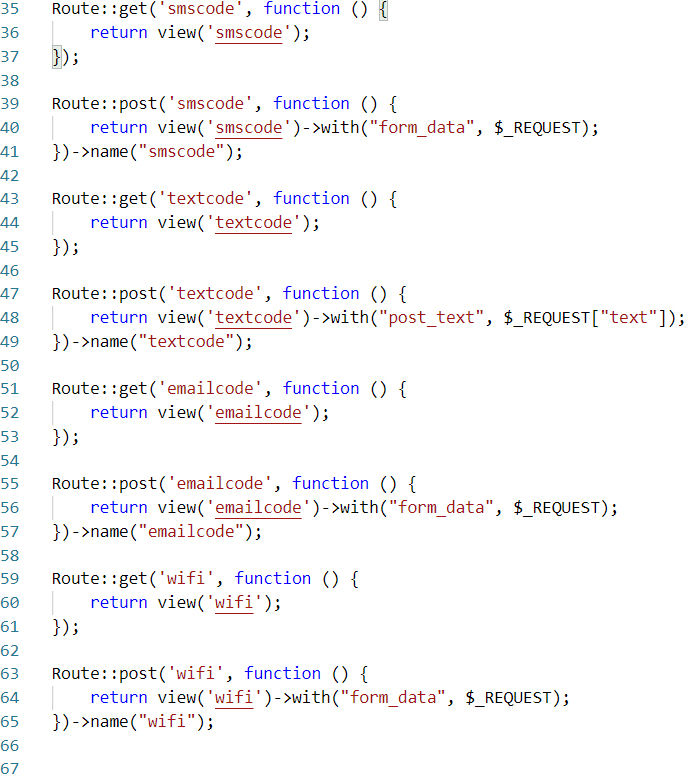 35 Route::get('smscode', function () {
36     return view('smscode');
37 });
38
39 Route::post('smscode', function () {
40     return view('smscode')->with("form_data", $_REQUEST);
41 })->name("smscode");
42
43 Route::get('textcode', function () {
44     return view('textcode');
45 });
46
47 Route::post('textcode', function () {
48     return view('textcode')->with("post_text", $_REQUEST["text"]);
49 })->name("textcode");
50
51 Route::get('emailcode', function () {
52     return view('emailcode');
53 });
54
55 Route::post('emailcode', function () {
56     return view('emailcode')->with("form_data", $_REQUEST);
57 })->name("emailcode");
58
59 Route::get('wifi', function () {
60     return view('wifi');
61 });
62
63 Route::post('wifi', function () {
64     return view('wifi')->with("form_data", $_REQUEST);
65 })->name("wifi");
66
67